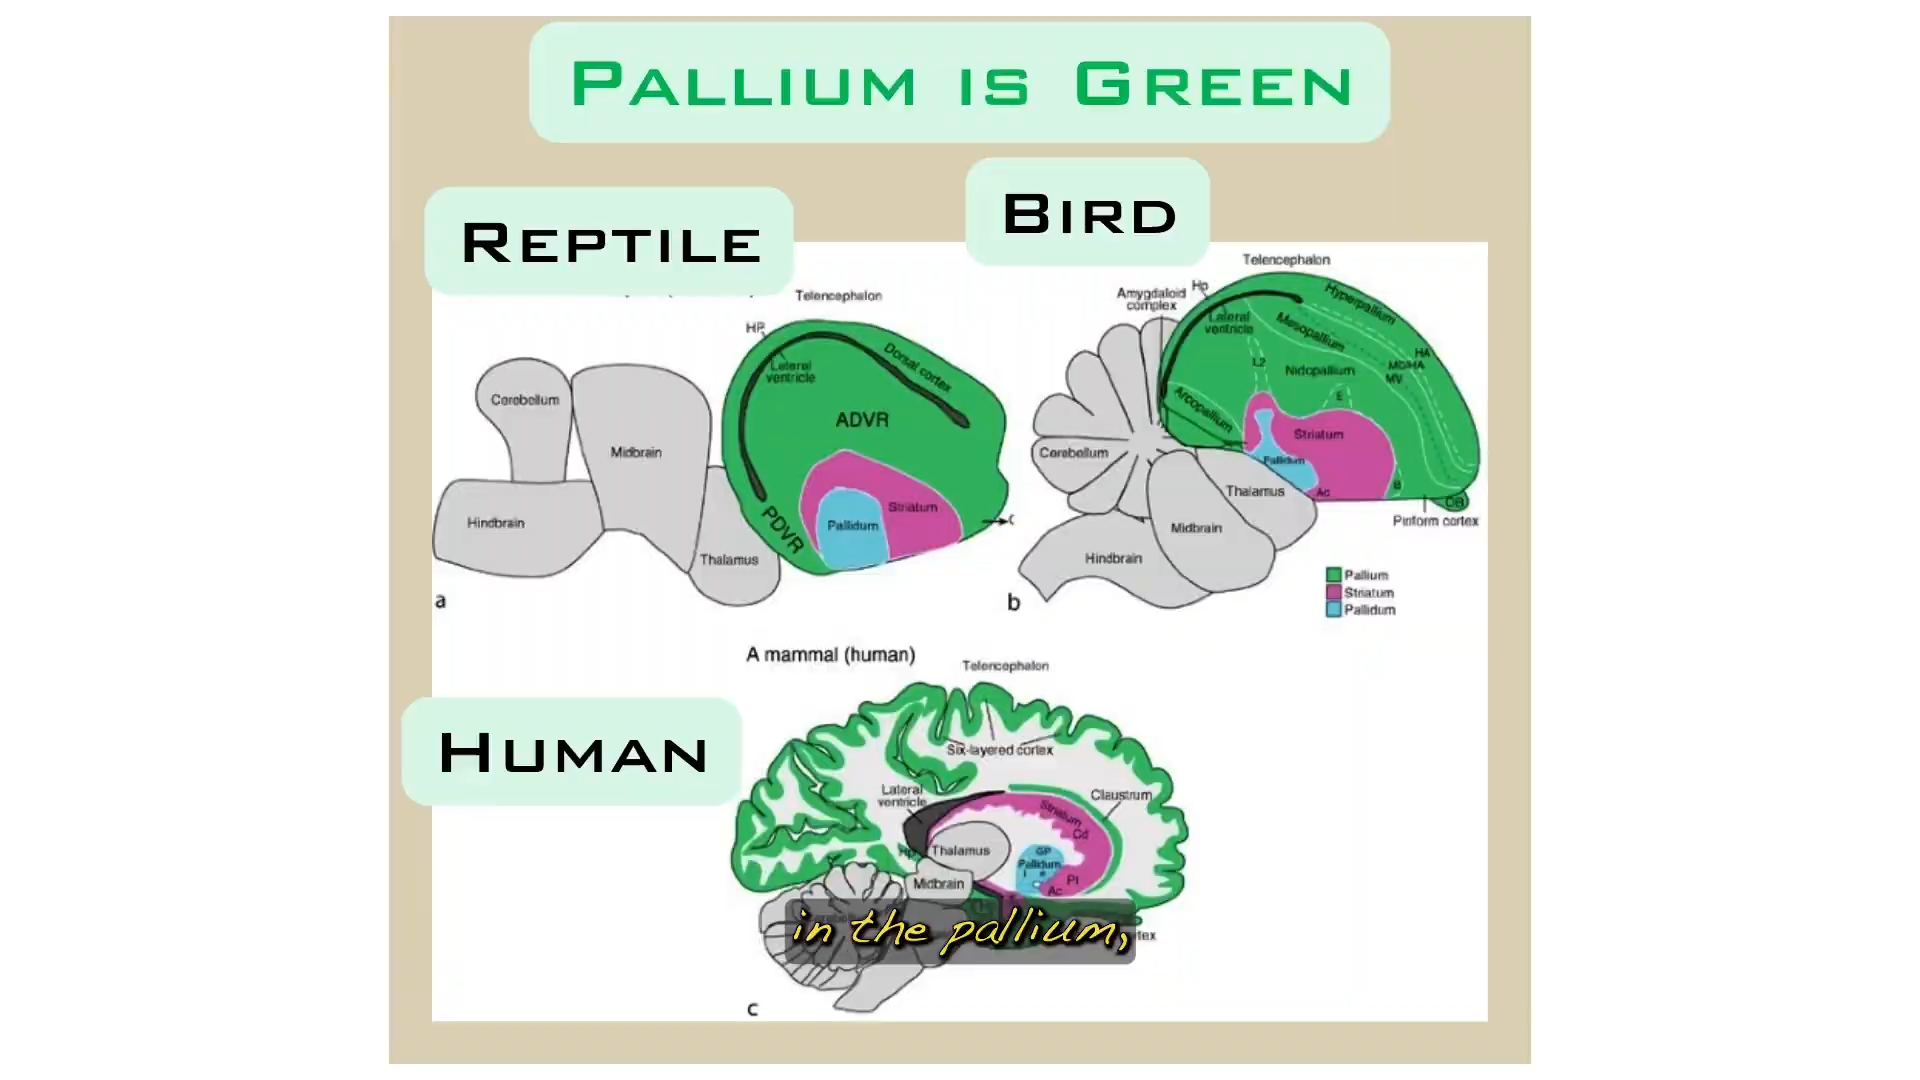 PALLIUM IS GREEN
REPTILE
BIRD
Telencephalon
HP
Lateral
ventricle
Dorsal cortex
Cerebellum
Midbrain
ADVR
Hindbrain
PDVR
Pallidum
Striatum
Thalamus
a
Telencephalon
Amygdaloid
complex
Hp
Lateral
ventricle
Hyperpallium
Mesopallium
HA
L2
Nidopallium
MD/HA
MV
E
Arcopallium
Striatum
Cerebellum
Pallidum
Thalamus
Ac
B
OB
Piriform cortex
Midbrain
Hindbrain
b
Pallium
Striatum
Pallidum
A mammal (human)
Telencephalon
HUMAN
Six-layered cortex
Lateral
ventricle
Claustrum
Striatum
Cd
Hp
Thalamus
GP
Pallidum
Pt
Ac
Midbrain
in the pallium,
c